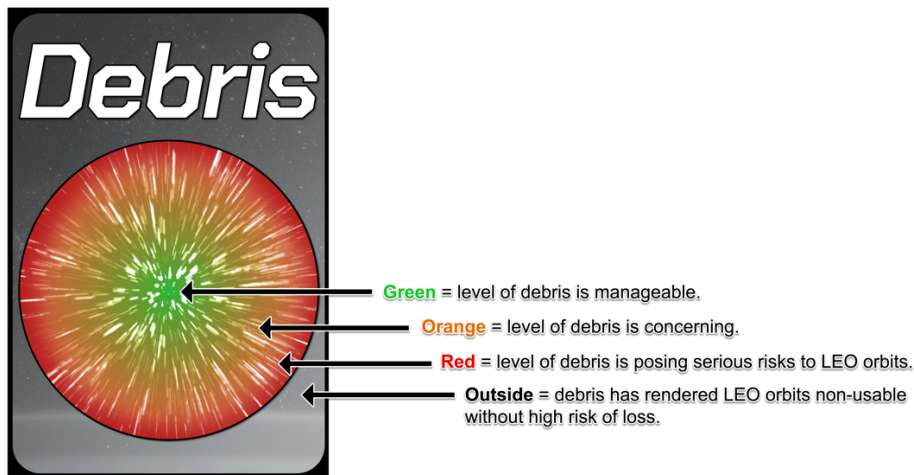 Debris
Green = level of debris is manageable.
Orange = level of debris is concerning.
Red = level of debris is posing serious risks to LEO orbits.
Outside = debris has rendered LEO orbits non-usable
without high risk of loss.